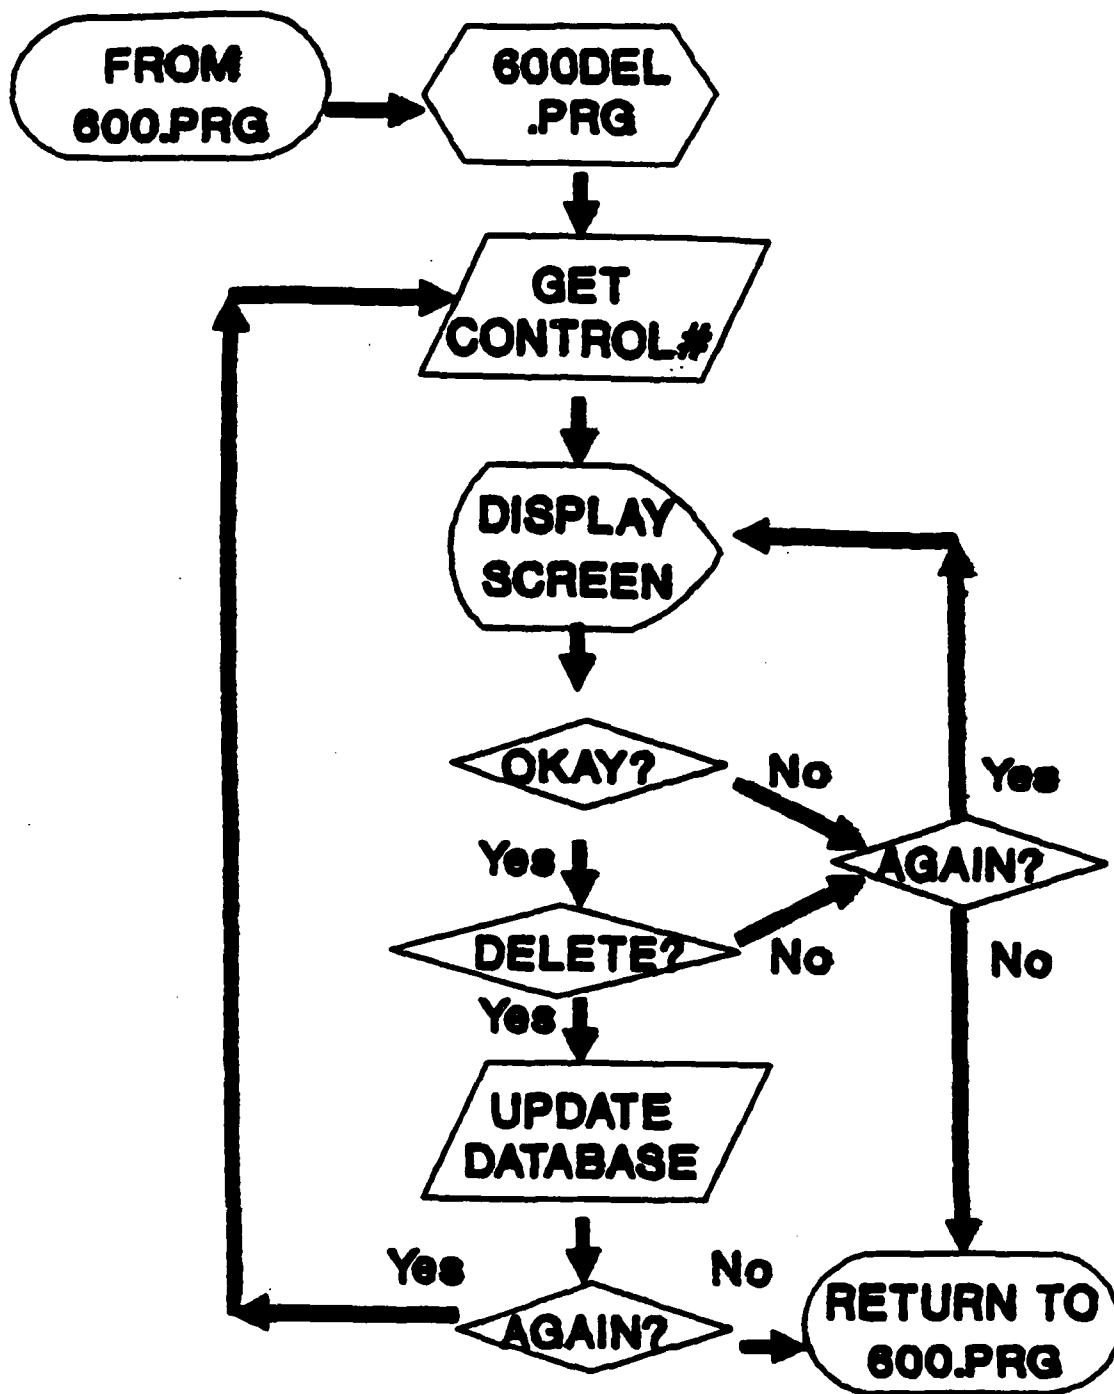 FROM
600.PRG
600DEL
.PRG
GET
CONTROL#
DISPLAY
SCREEN
OKAY?
No
Yes
AGAIN?
Yes
DELETE?
No
No
Yes
UPDATE
DATABASE
Yes
No
AGAIN?
RETURN TO
600.PRG